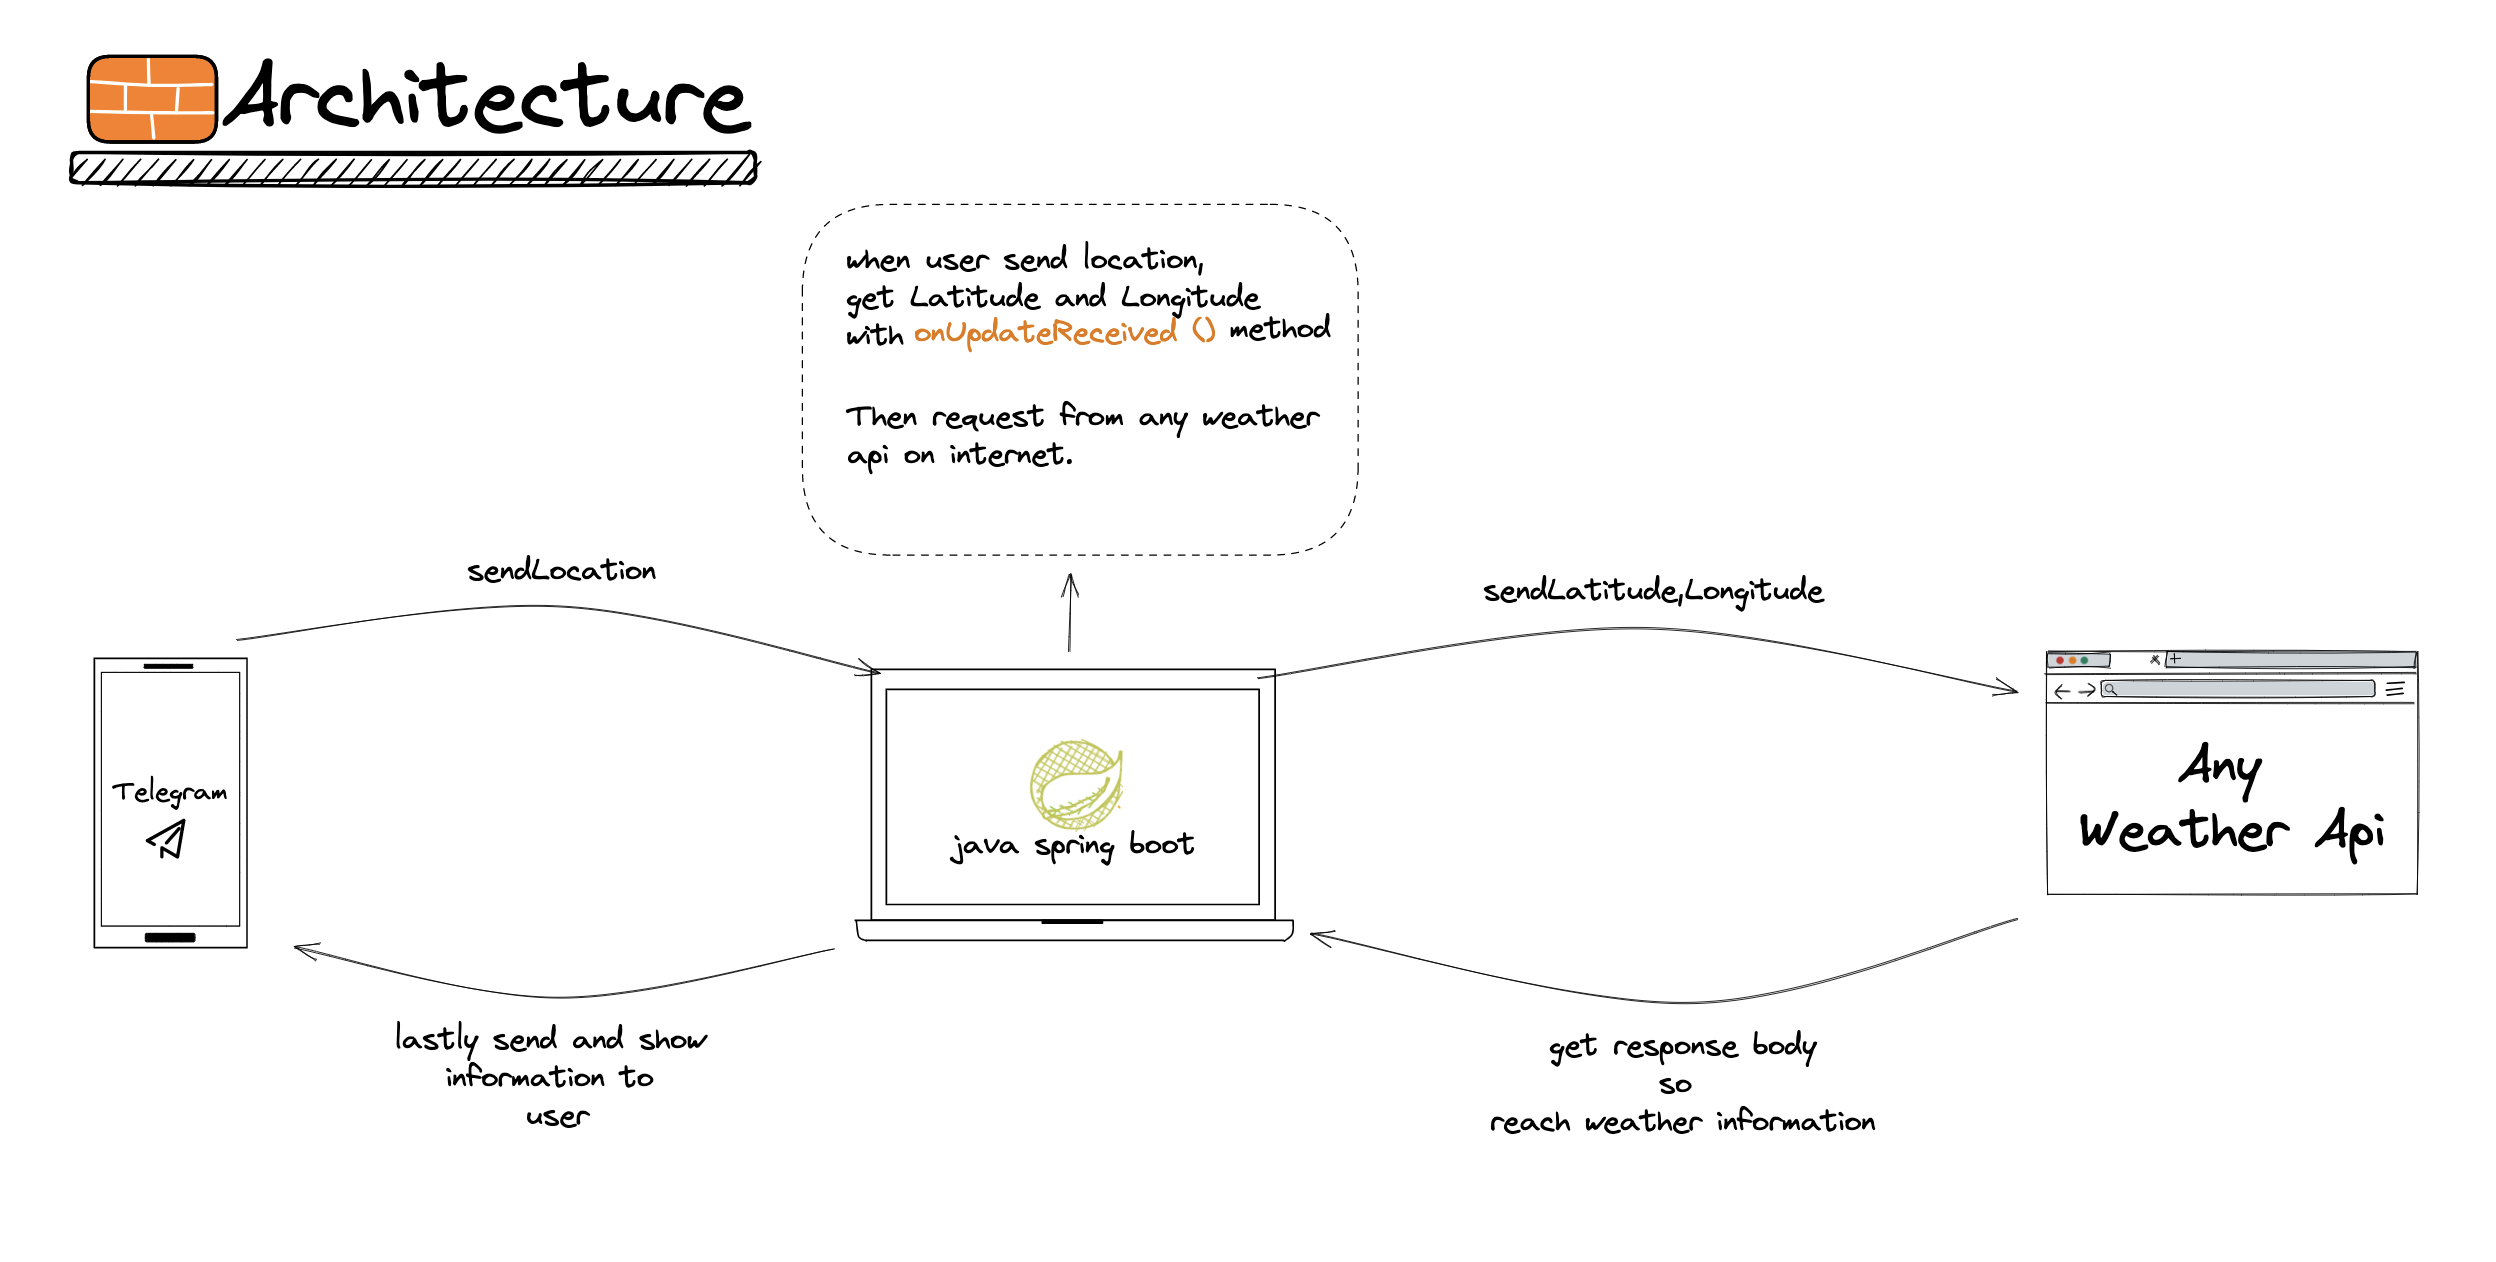 Architecture
when user send location,
get Latitude and Longitude
with onUpdateReceived () method
Then request from any weather
api on internet.
sendLocation
sendLatitude,Longitude
Telegram
java spring boot
Any
Weather Api
lastly send and show
information to
user
get response body
so
reach weather information